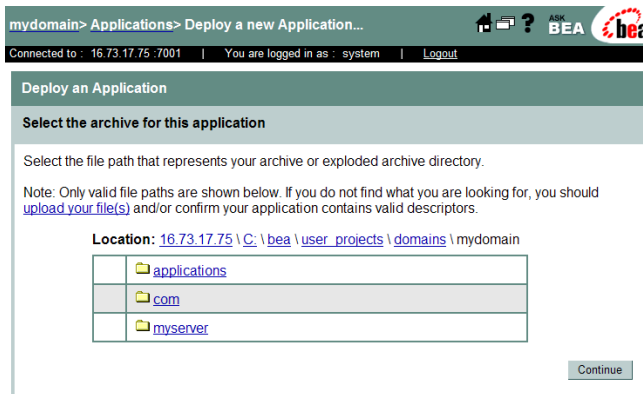 mydomain> Applications> Deploy a new Application... ? ASK BEA bea
Connected to : 16.73.17.75 :7001 | You are logged in as : system | Logout
Deploy an Application
Select the archive for this application
Select the file path that represents your archive or exploded archive directory.
Note: Only valid file paths are shown below. If you do not find what you are looking for, you should
upload your file(s) and/or confirm your application contains valid descriptors.
Location: 16.73.17.75 \ C: \ bea \ user_projects \ domains \ mydomain
applications
com
myserver
Continue